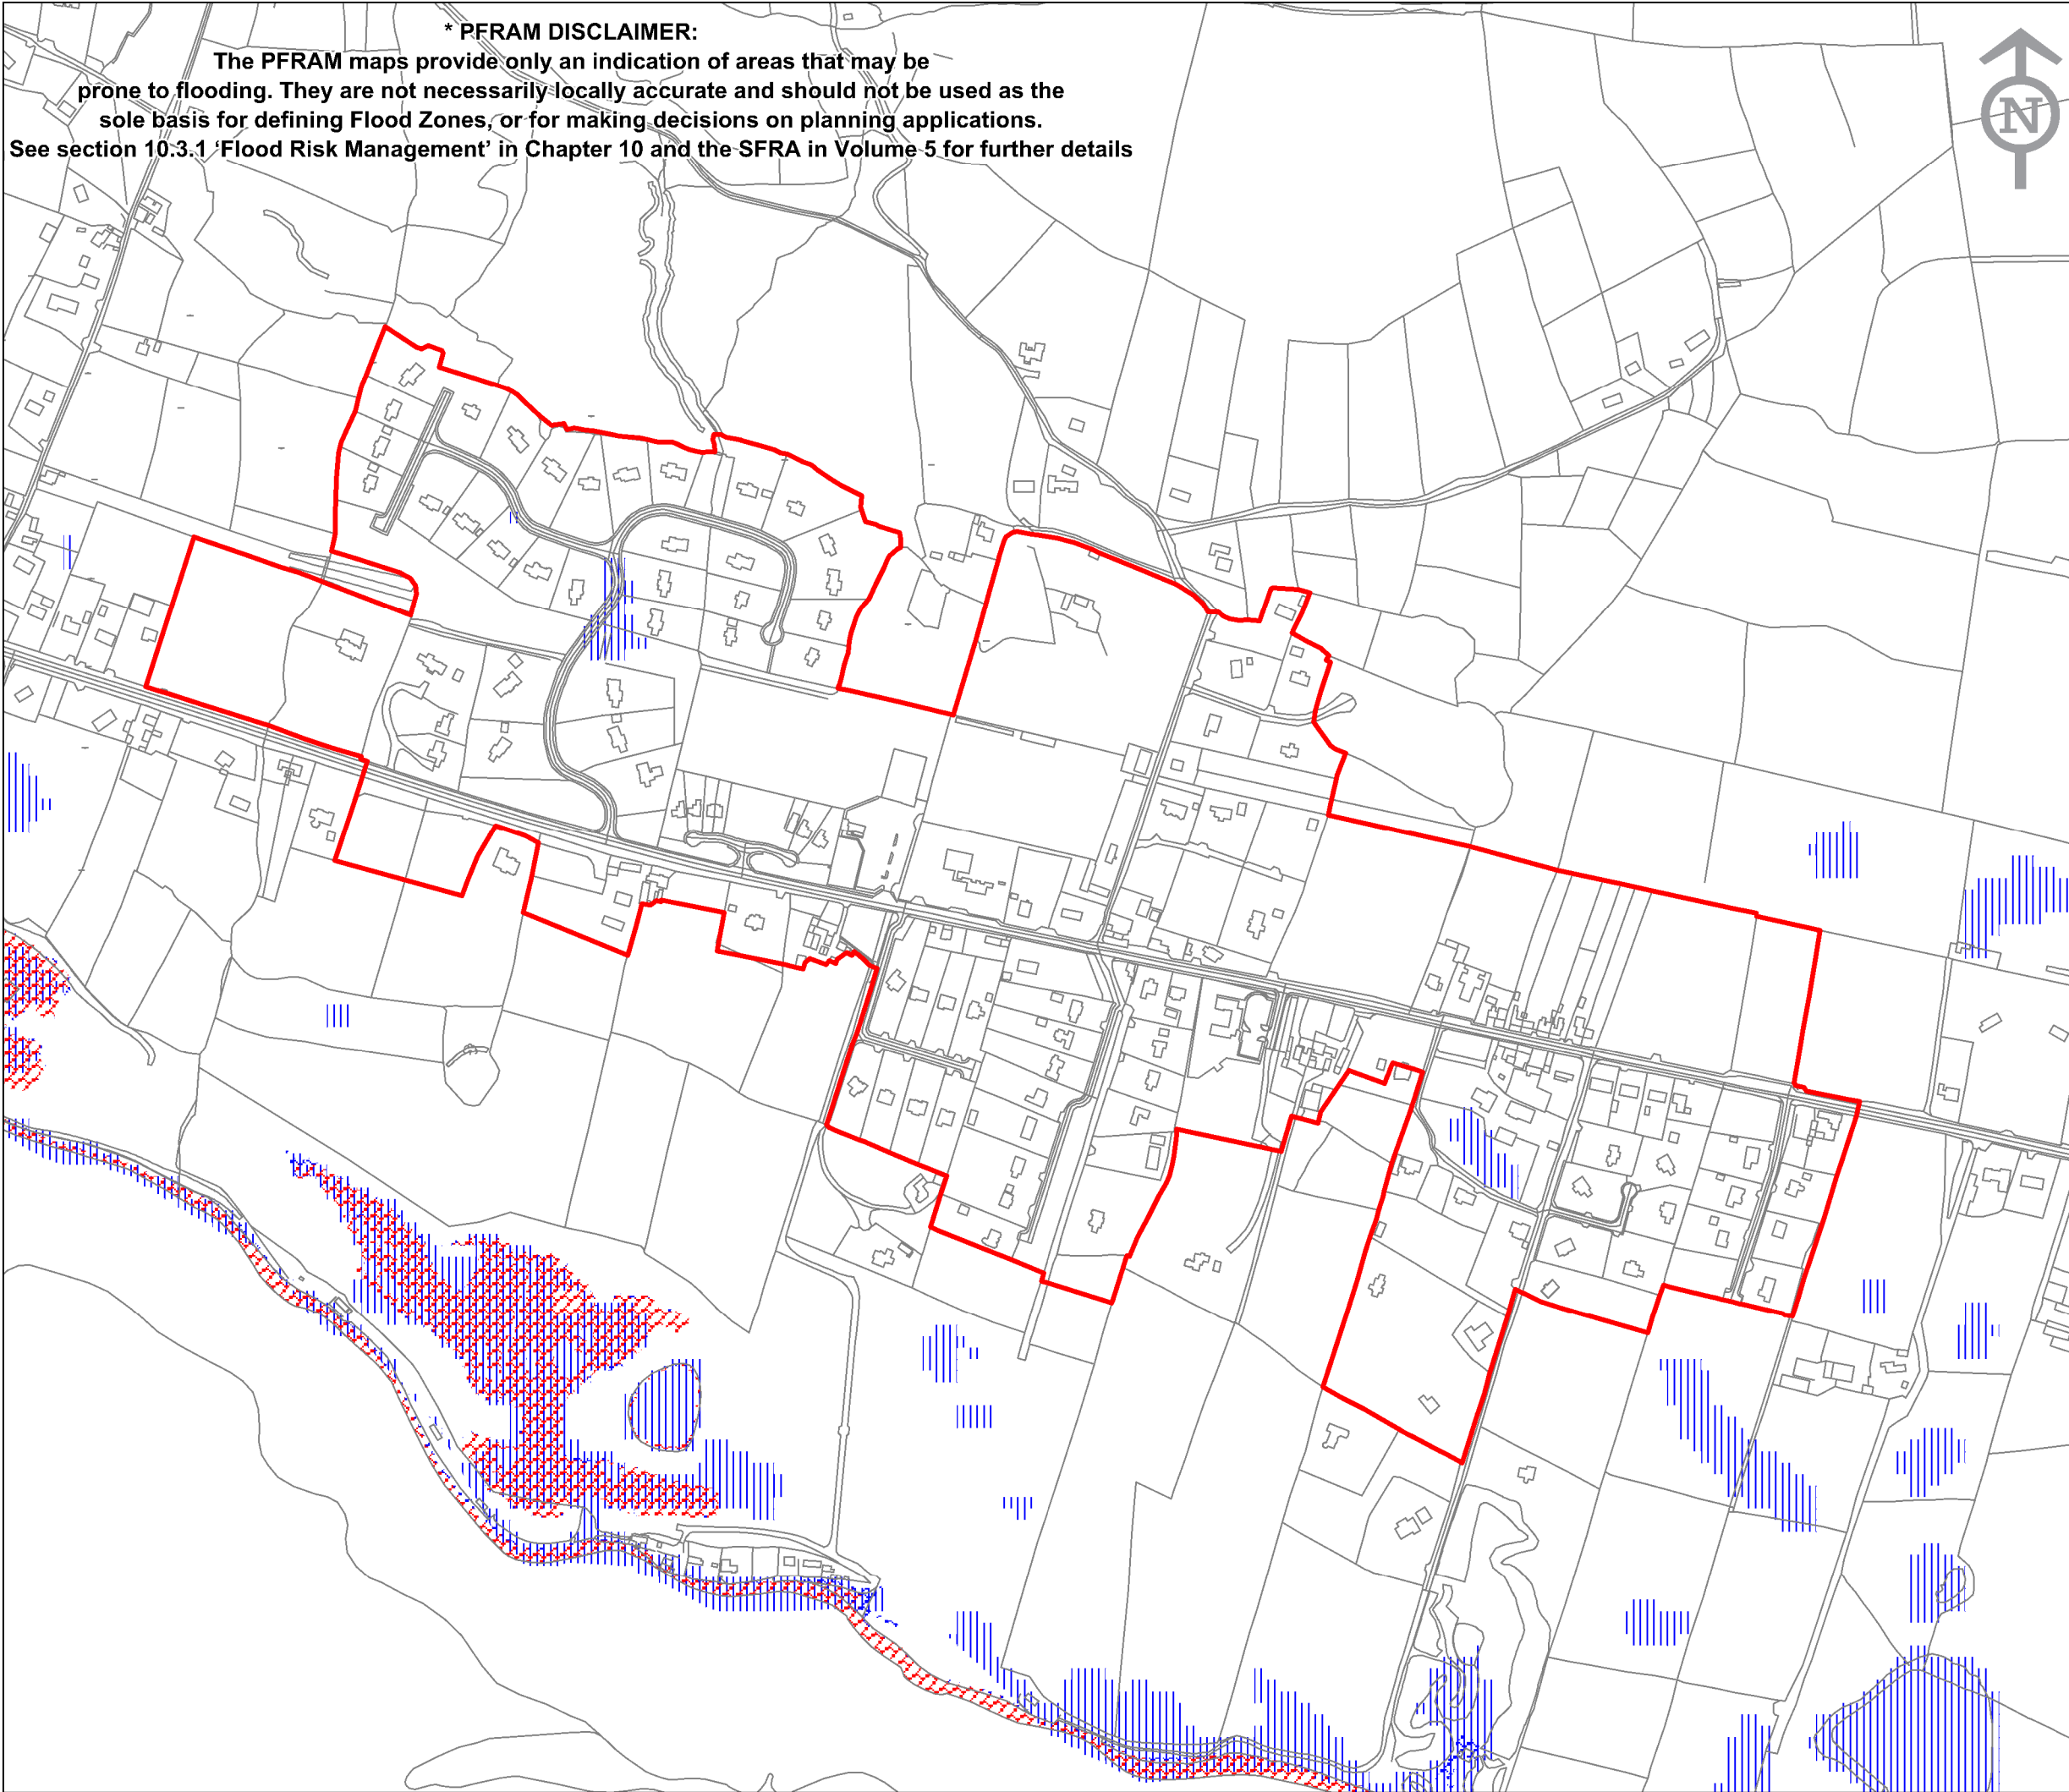 * PFRAM DISCLAIMER:
The PFRAM maps provide only an indication of areas that may be
prone to flooding. They are not necessarily locally accurate and should not be used as the
sole basis for defining Flood Zones, or for making decisions on planning applications.
See section 10.3.1 ‘Flood Risk Management’ in Chapter 10 and the SFRA in Volume 5 for further details
N